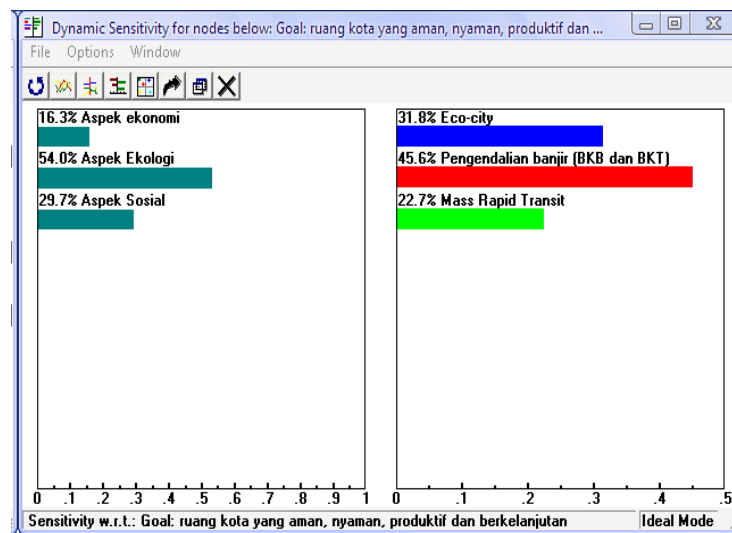 Dynamic Sensitivity for nodes below: Goal: ruang kota yang aman, nyaman, produktif dan ...
File Options Window
16.3% Aspek ekonomi
54.0% Aspek Ekologi
29.7% Aspek Sosial
0 .1 .2 .3 .4 .5 .6 .7 .8 .9 1
31.8% Eco-city
45.6% Pengendalian banjir (BKB dan BKT)
22.7% Mass Rapid Transit
0 .1 .2 .3 .4 .5
Sensitivity w.r.t.: Goal: ruang kota yang aman, nyaman, produktif dan berkelanjutan
Ideal Mode